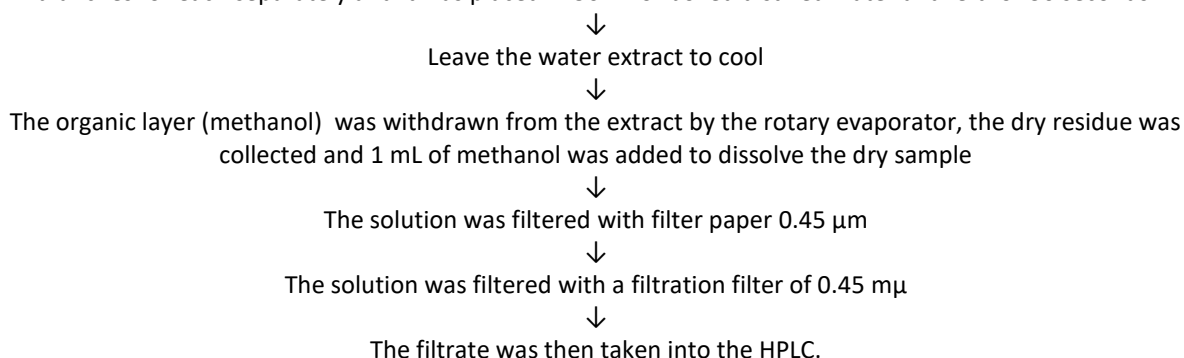 ↓
Leave the water extract to cool
↓
The organic layer (methanol) was withdrawn from the extract by the rotary evaporator, the dry residue was
collected and 1 mL of methanol was added to dissolve the dry sample
↓
The solution was filtered with filter paper 0.45 µm
↓
The solution was filtered with a filtration filter of 0.45 mµ
↓
The filtrate was then taken into the HPLC.